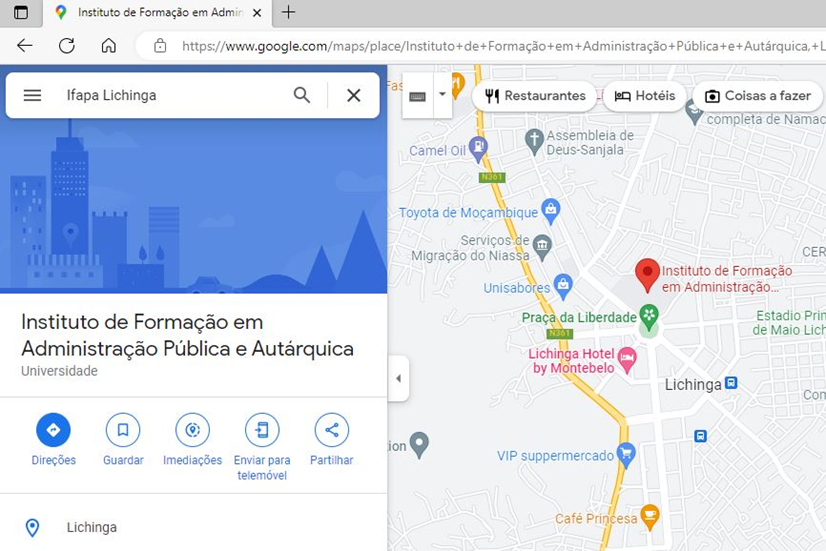 Instituto de Formação em Admin
https://www.google.com/maps/place/Instituto+de+Formação+em+Administração+Pública+e+Autárquica,+L
Ifapa Lichinga
Restaurantes
Hotéis
Coisas a fazer
completa de Namac
Assembleia de
Deus-Sanjala
Camel Oil
N361
Toyota de Moçambique
Serviços de
Migração do Niassa
CER
Instituto de Formação
em Administração...
Unisabores
Praça da Liberdade
Estadio Prin
de Maio Lich
N361
Lichinga Hotel
by Montebelo
Lichinga
Com
VIP suppermercado
Café Princesa
Instituto de Formação em
Administração Pública e Autárquica
Universidade
Direções
Guardar
Imediações
Enviar para
telemóvel
Partilhar
Lichinga